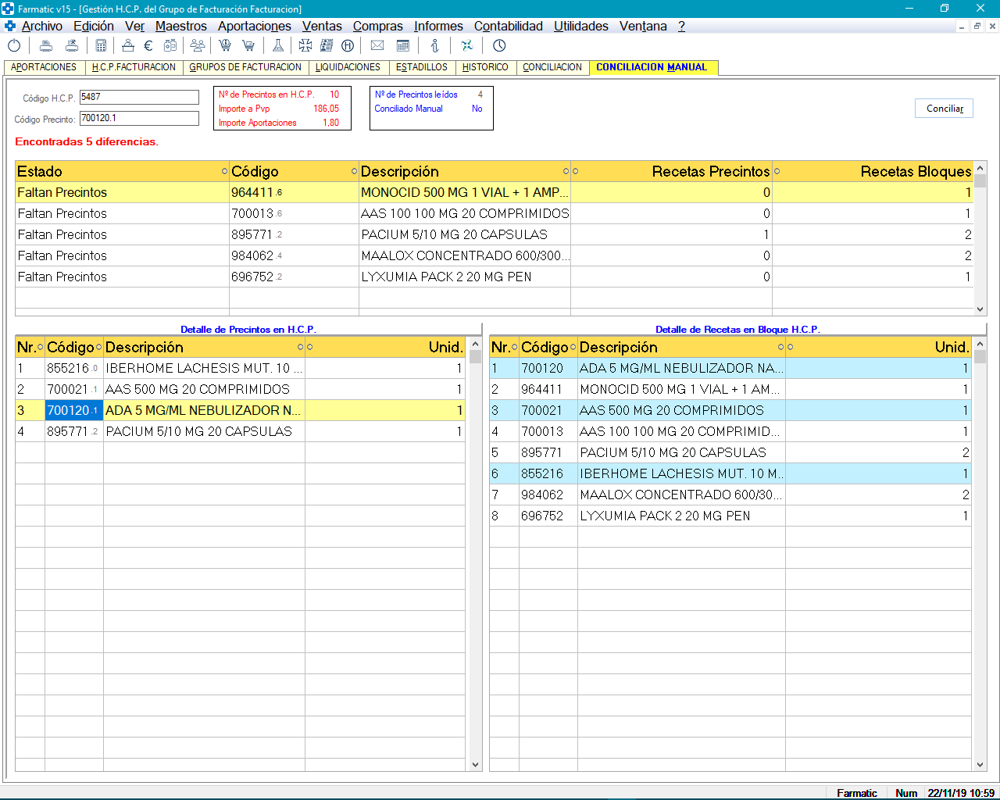 Farmatic v15 - [Gestión H.C.P. del Grupo de Facturación Facturacion]
Archivo Edición Ver Maestros Aportaciones Ventas Compras Informes Contabilidad Utilidades Ventana ?
APORTACIONES H.C.P.FACTURACION GRUPOS DE FACTURACION LIQUIDACIONES ESTADILLOS HISTORICO CONCILIACION CONCILIACION MANUAL
Código H.C.P. 5487
Código Precinto: 700120.1
Nº de Precintos en H.C.P. 10
Importe a Pvp 186,05
Importe Aportaciones 1,80
Nº de Precintos leídos 4
Conciliado Manual No
Conciliar
Encontradas 5 diferencias.
Estado Código Descripción Recetas Precintos Recetas Bloques
Faltan Precintos 964411 .6 MONOCID 500 MG 1 VIAL + 1 AMP... 0 1
Faltan Precintos 700013 .6 AAS 100 100 MG 20 COMPRIMIDOS 0 1
Faltan Precintos 895771 .2 PACIUM 5/10 MG 20 CAPSULAS 1 2
Faltan Precintos 984062 .4 MAALOX CONCENTRADO 600/300... 0 2
Faltan Precintos 696752 .2 LYXUMIA PACK 2 20 MG PEN 0 1
Detalle de Precintos en H.C.P.
Nr. Código Descripción Unid.
1 855216 .0 IBERHOME LACHESIS MUT. 10 ... 1
2 700021 .1 AAS 500 MG 20 COMPRIMIDOS 1
3 700120 .1 ADA 5 MG/ML NEBULIZADOR N... 1
4 895771 .2 PACIUM 5/10 MG 20 CAPSULAS 1
Detalle de Recetas en Bloque H.C.P.
Nr. Código Descripción Unid.
1 700120 ADA 5 MG/ML NEBULIZADOR NA... 1
2 964411 MONOCID 500 MG 1 VIAL + 1 AM... 1
3 700021 AAS 500 MG 20 COMPRIMIDOS 1
4 700013 AAS 100 100 MG 20 COMPRIMID... 1
5 895771 PACIUM 5/10 MG 20 CAPSULAS 2
6 855216 IBERHOME LACHESIS MUT. 10 M... 1
7 984062 MAALOX CONCENTRADO 600/30... 2
8 696752 LYXUMIA PACK 2 20 MG PEN 1
Farmatic Num 22/11/19 10:59